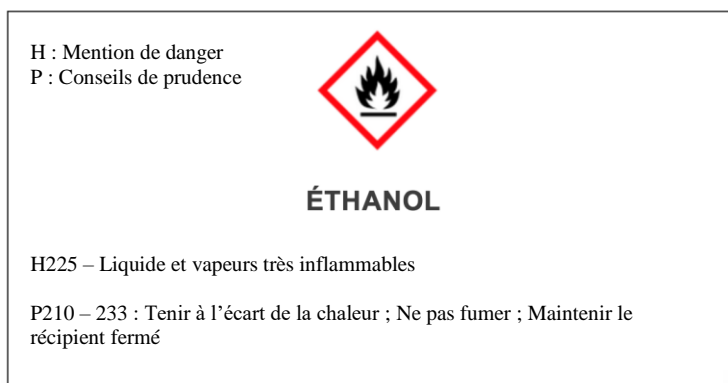 H : Mention de danger
P : Conseils de prudence
ÉTHANOL
H225 – Liquide et vapeurs très inflammables
P210 – 233 : Tenir à l’écart de la chaleur ; Ne pas fumer ; Maintenir le
récipient fermé